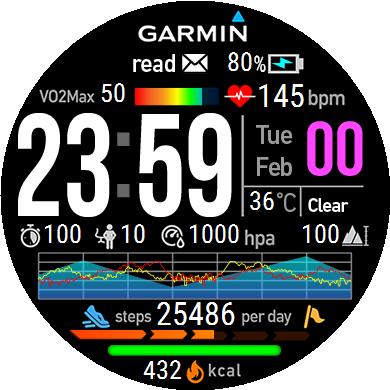 GARMIN
read 80%
VO2Max 50 145 bpm
23:59
Tue 00
Feb
36°C Clear
100 10 1000 hpa 100
steps 25486 per day
432 kcal